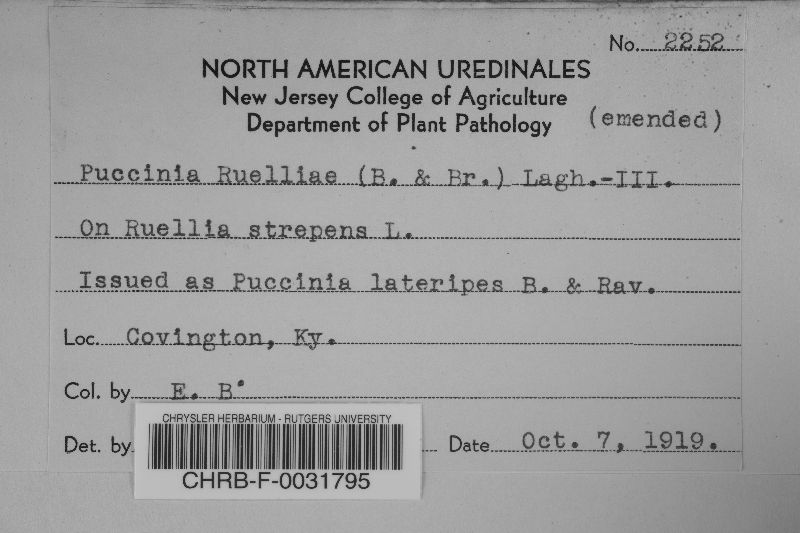 No. 2252
NORTH AMERICAN UREDINALES
New Jersey College of Agriculture
Department of Plant Pathology (emended)
Puccinia Ruelliae (B. & Br.) Lagh.-III.
On Ruellia strepens L.
Issued as Puccinia lateripes B. & Rav.
Loc. Covington, Ky.
Col. by E. B
Det. by Date Oct. 7, 1919.
CHRYSLER HERBARIUM - RUTGERS UNIVERSITY
CHRB-F-0031795